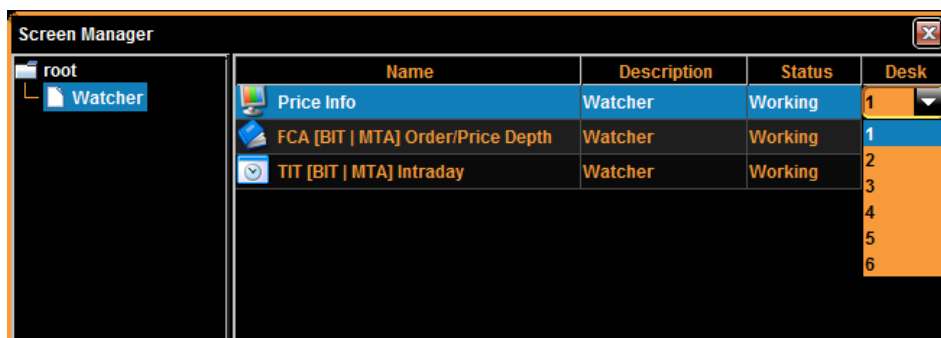 Screen Manager
root
Watcher
Name Description Status Desk
Price Info Watcher Working 1
FCA [BIT | MTA] Order/Price Depth Watcher Working
TIT [BIT | MTA] Intraday Watcher Working
1
2
3
4
5
6